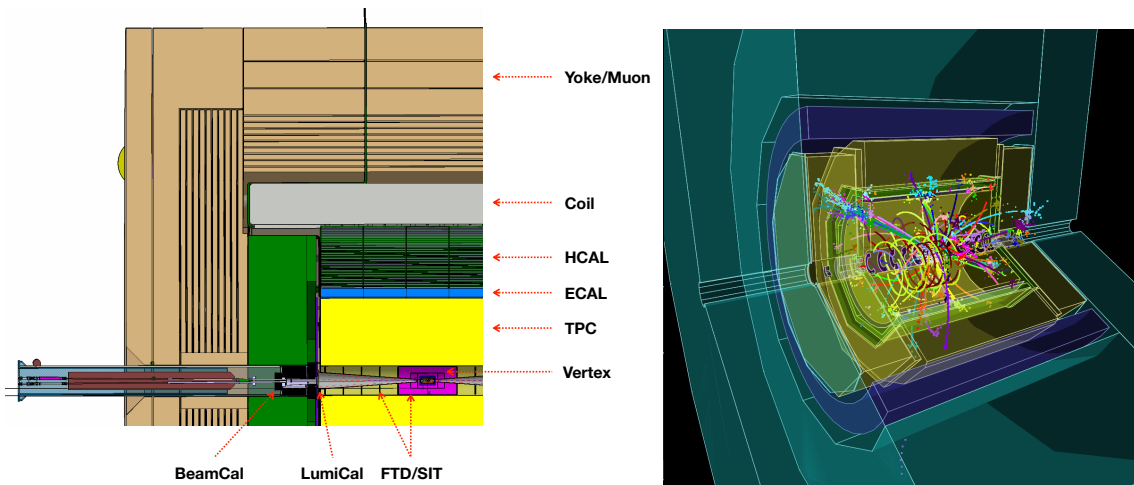 Yoke/Muon
Coil
HCAL
ECAL
TPC
Vertex
BeamCal
LumiCal
FTD/SIT